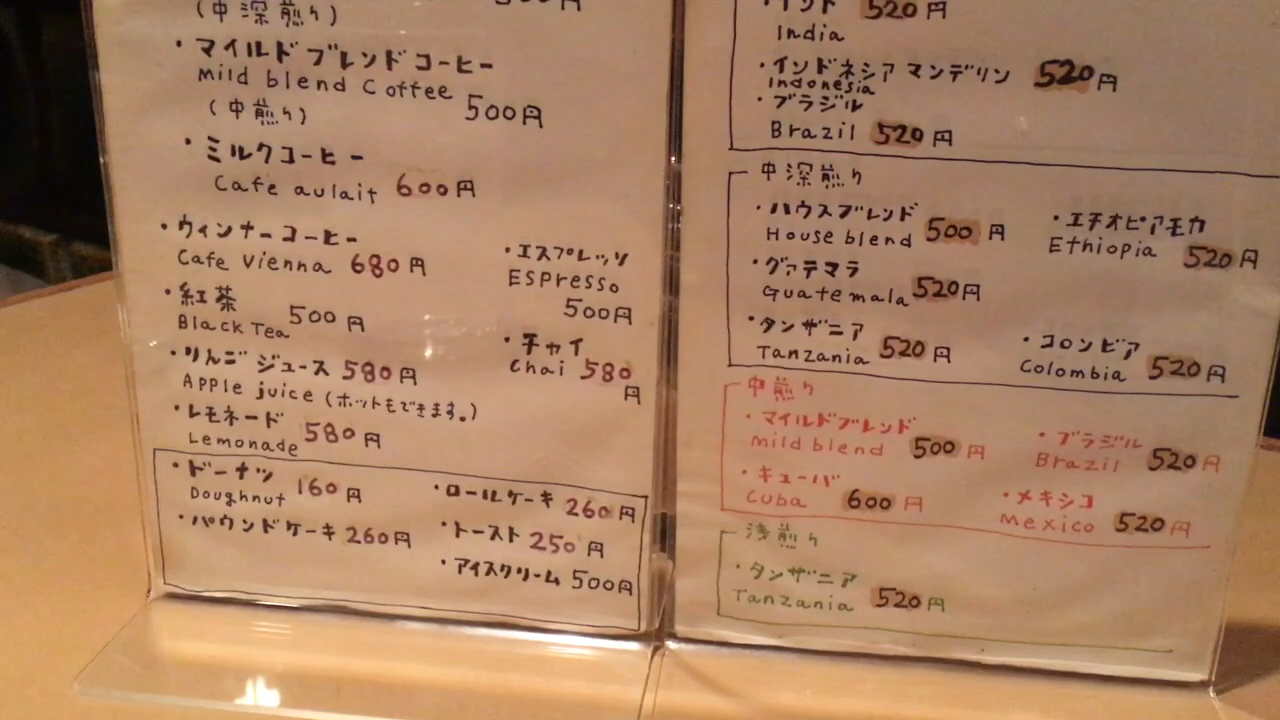 (中深煎り)
・マイルドブレンドコーヒー
mild blend Coffee
(中煎り) 500円
・ミルクコーヒー
Cafe aulait 600円
・ウィンナーコーヒー
Cafe Vienna 680円
・エスプレッソ
ESPresso
500円
・紅茶 500円
Black Tea
・チャイ
Chai 580円
・りんごジュース 580円
Apple juice (ホットもできます。)
・レモネード
Lemonade 580円
・ドーナツ 160円
Doughnut
・ロールケーキ 260円
・パウンドケーキ 260円
・トースト 250円
・アイスクリーム 500円
・インド 520円
India
・インドネシア マンデリン 520円
Indonesia
・ブラジル
Brazil 520円
中深煎り
・ハウスブレンド
House blend 500円
・エチオピアモカ
Ethiopia 520円
・グァテマラ
Guatemala 520円
・タンザニア
Tanzania 520円
・コロンビア
Colombia 520円
中煎り
・マイルドブレンド
mild blend 500円
・ブラジル
Brazil 520円
・キューバ
Cuba 600円
・メキシコ
Mexico 520円
浅煎り
・タンザニア
Tanzania 520円